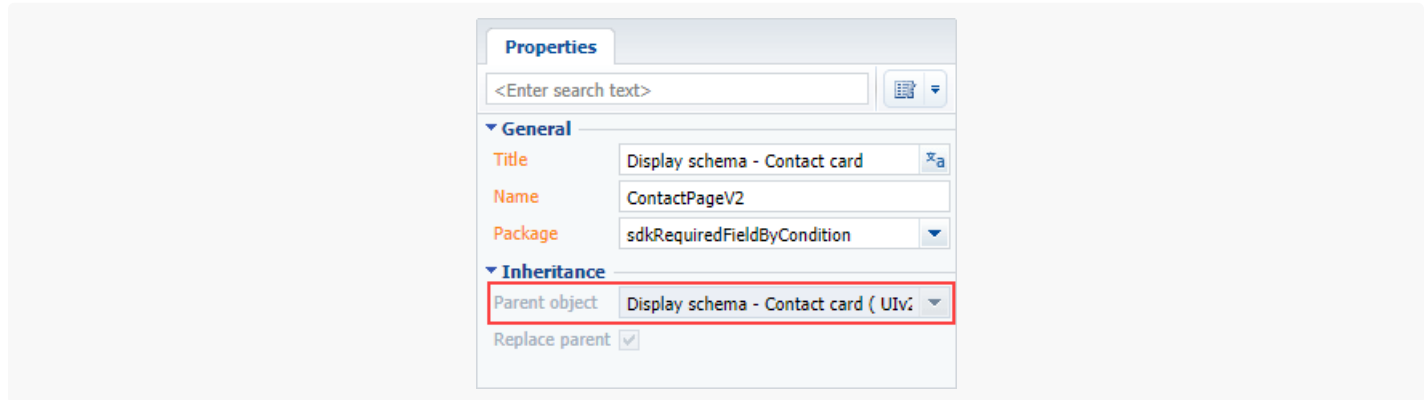 Properties
<Enter search text>
General
Title Display schema - Contact card
Name ContactPageV2
Package sdkRequiredFieldByCondition
Inheritance
Parent object Display schema - Contact card ( UIv2
Replace parent